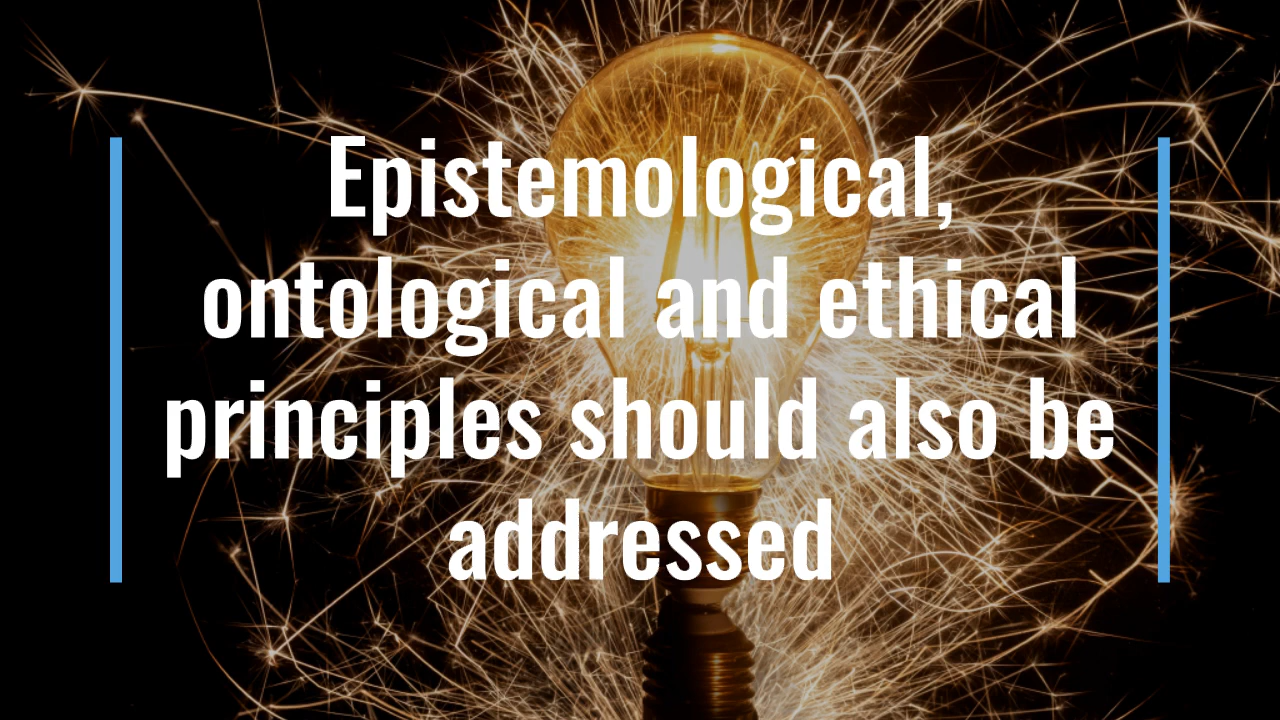 Epistemological,
ontological and ethical
principles should also be
addressed